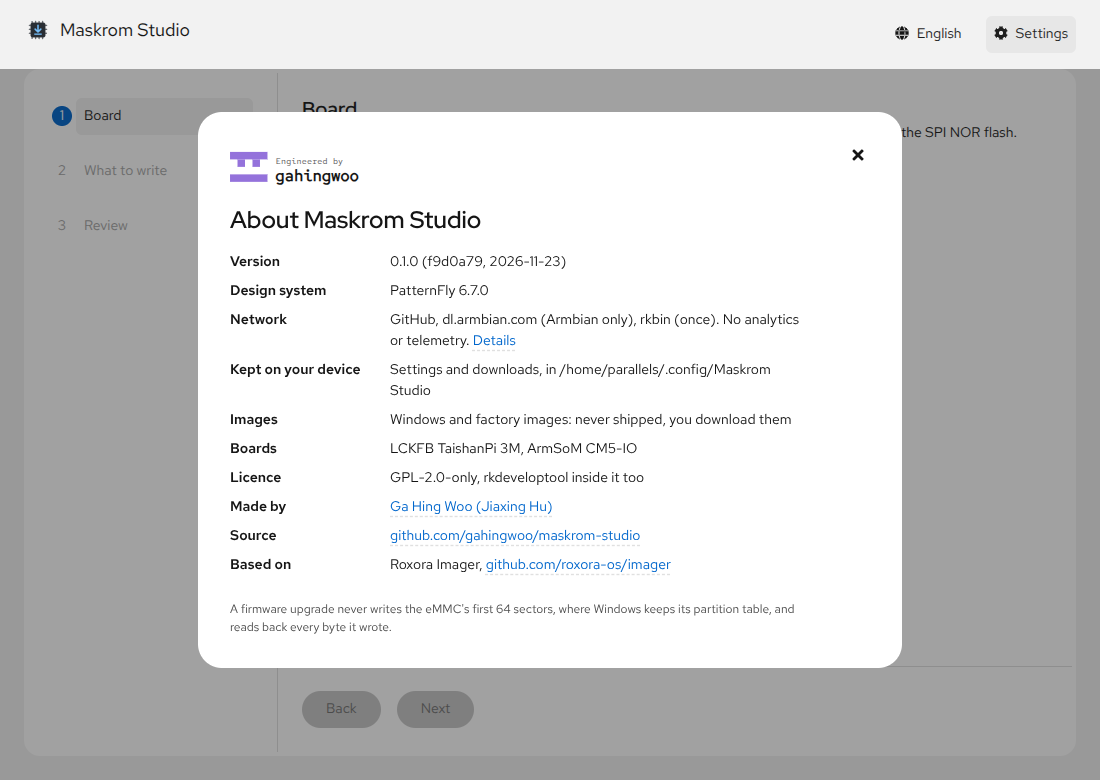 Maskrom Studio
English
Settings
1
Board
2
What to write
3
Review
Board
the SPI NOR flash.
Engineered by
gahingwoo
About Maskrom Studio
Version
0.1.0 (f9d0a79, 2026-11-23)
Design system
PatternFly 6.7.0
Network
GitHub, dl.armbian.com (Armbian only), rkbin (once). No analytics
or telemetry. Details
Kept on your device
Settings and downloads, in /home/parallels/.config/Maskrom
Studio
Images
Windows and factory images: never shipped, you download them
Boards
LCKFB TaishanPi 3M, ArmSoM CM5-IO
Licence
GPL-2.0-only, rkdeveloptool inside it too
Made by
Ga Hing Woo (Jiaxing Hu)
Source
github.com/gahingwoo/maskrom-studio
Based on
Roxora Imager, github.com/roxora-os/imager
A firmware upgrade never writes the eMMC's first 64 sectors, where Windows keeps its partition table, and
reads back every byte it wrote.
Back
Next